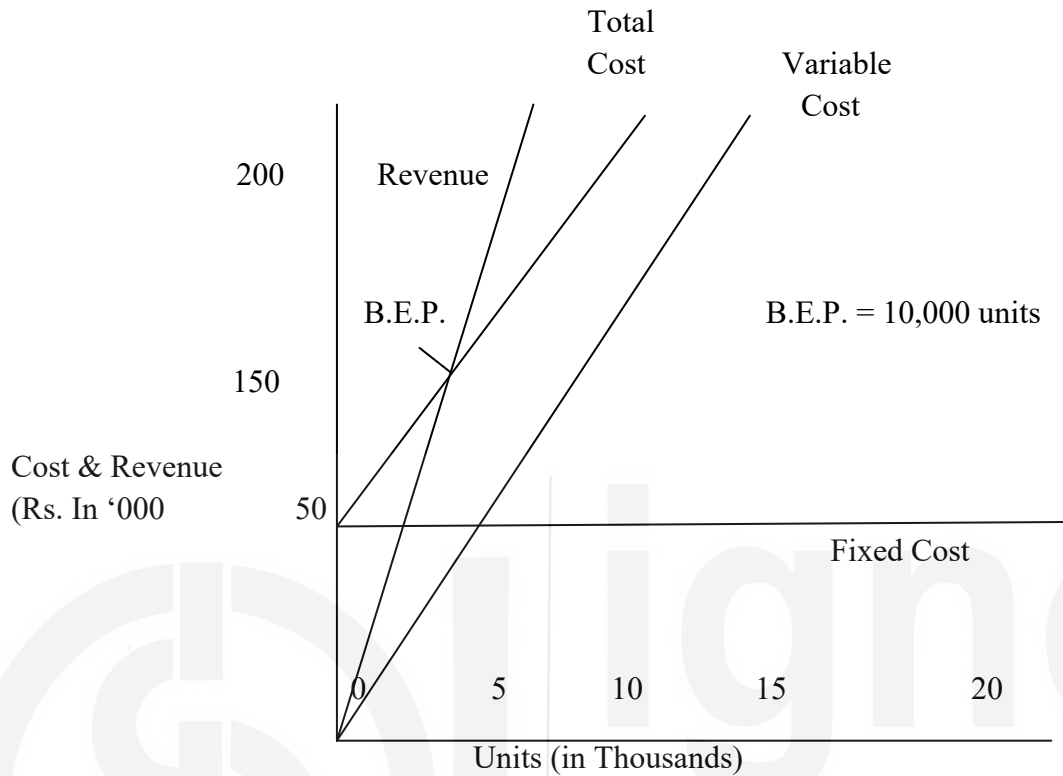 Total
Cost
Variable
Cost
200
Revenue
B.E.P.
B.E.P. = 10,000 units
150
Cost & Revenue
(Rs. In ‘000
50
Fixed Cost
0 5 10 15 20
Units (in Thousands)
igno